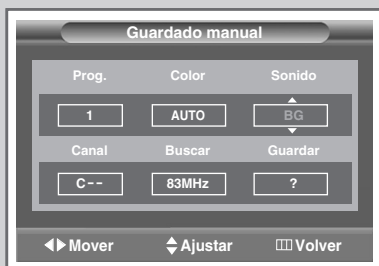 Guardado manual
Prog. Color Sonido
1 AUTO BG
Canal Buscar Guardar
C-- 83MHz ?
Mover Ajustar Volver